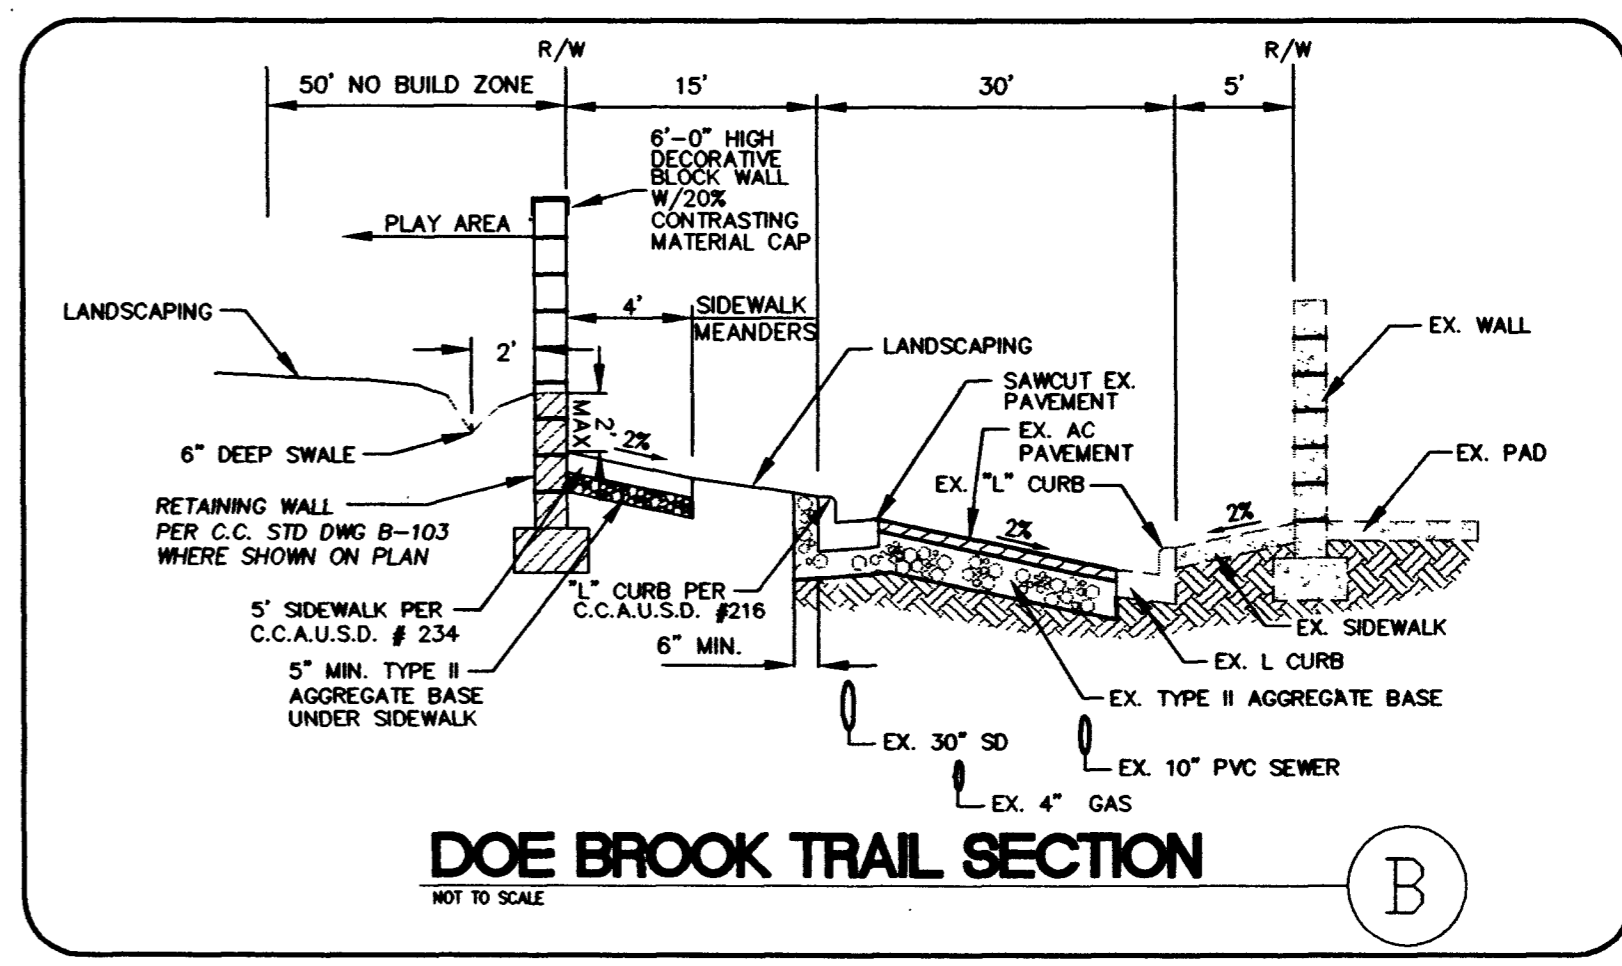 R/W
R/W
50' NO BUILD ZONE
15'
30'
5'
6'-0" HIGH
DECORATIVE
BLOCK WALL
W/20%
CONTRASTING
MATERIAL CAP
PLAY AREA
LANDSCAPING
4'
SIDEWALK
MEANDERS
2'
LANDSCAPING
EX. WALL
SAWCUT EX.
PAVEMENT
2'
MAX
2%
EX. AC
PAVEMENT
6" DEEP SWALE
EX. PAD
EX. "L" CURB
RETAINING WALL
PER C.C. STD DWG B-103
WHERE SHOWN ON PLAN
2%
2%
"L" CURB PER
C.C.A.U.S.D. #216
5' SIDEWALK PER
C.C.A.U.S.D. # 234
EX. SIDEWALK
6" MIN.
EX. L CURB
5" MIN. TYPE II
AGGREGATE BASE
UNDER SIDEWALK
EX. TYPE II AGGREGATE BASE
EX. 30" SD
EX. 10" PVC SEWER
EX. 4" GAS
DOE BROOK TRAIL SECTION
NOT TO SCALE
B